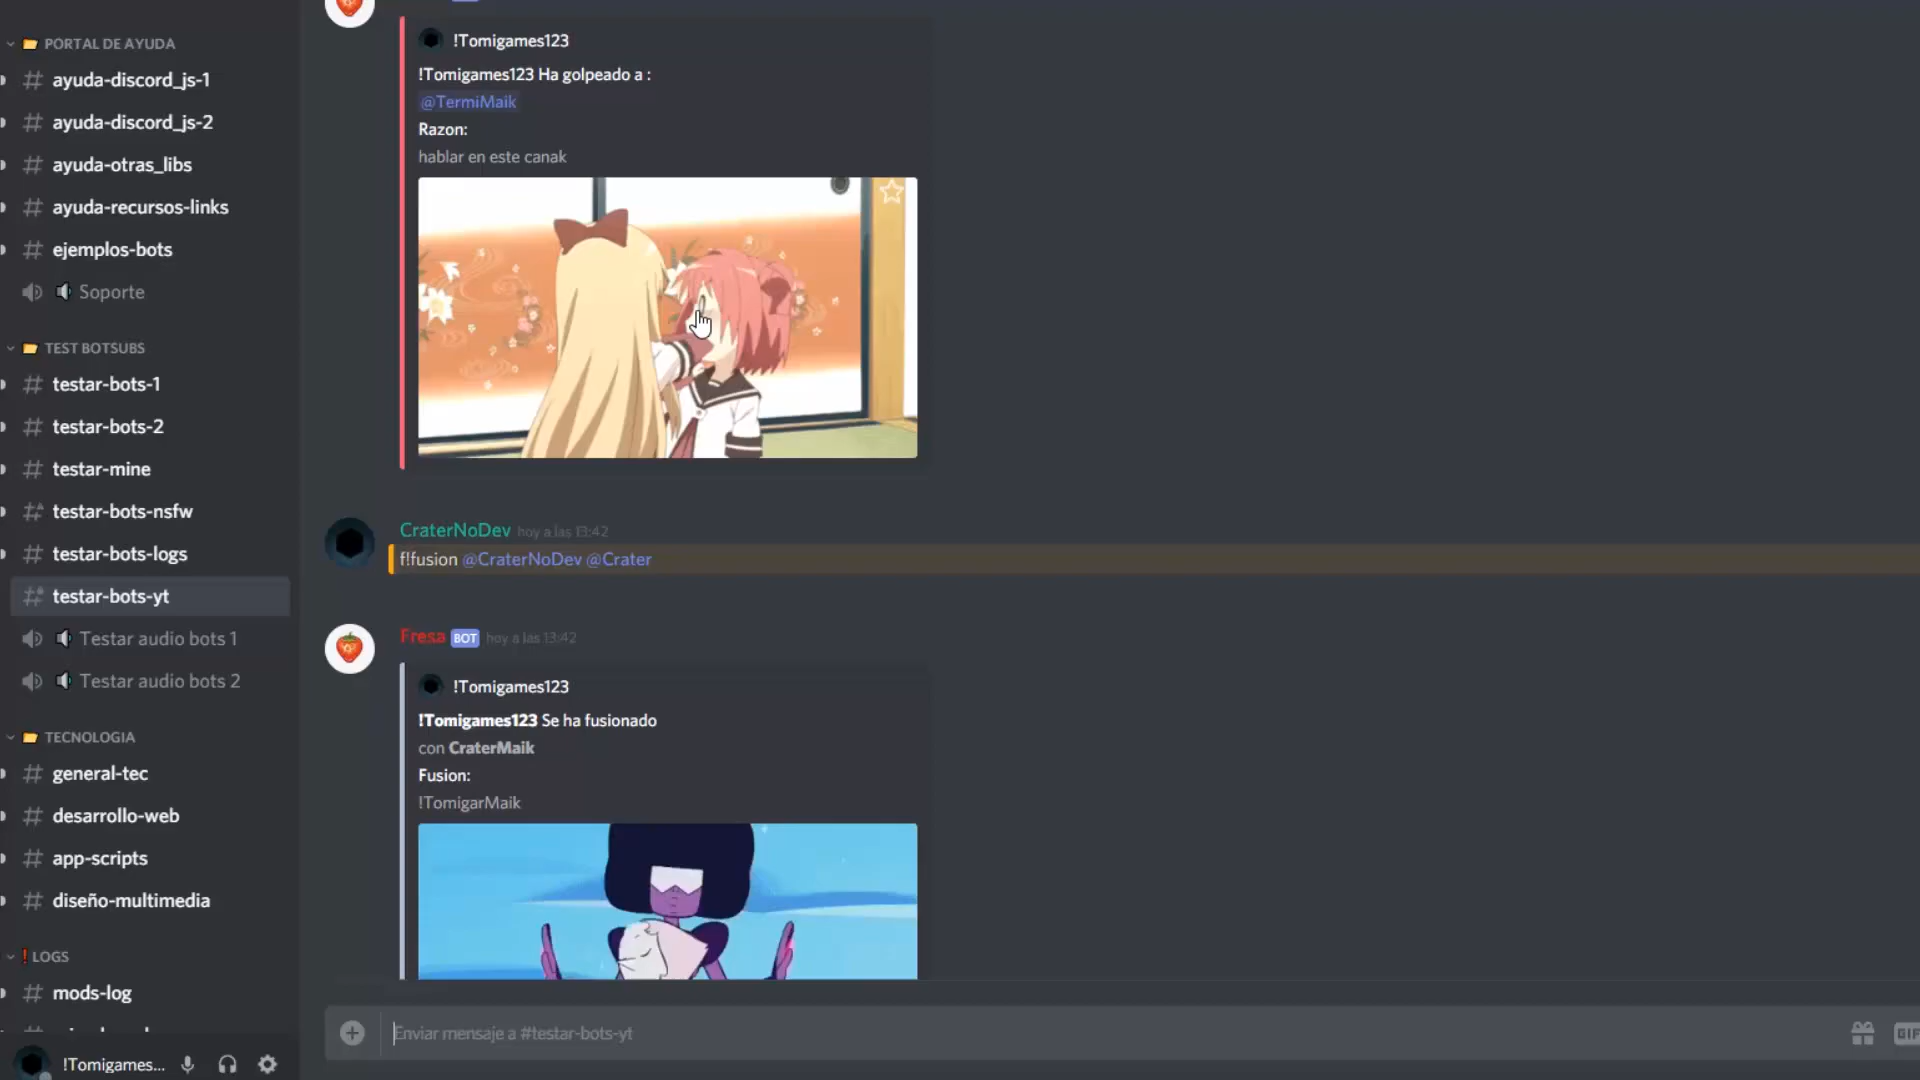 PORTAL DE AYUDA
ayuda-discord_js-1
ayuda-discord_js-2
ayuda-otras_libs
ayuda-recursos-links
ejemplos-bots
Soporte
TEST BOTSUBS
testar-bots-1
testar-bots-2
testar-mine
testar-bots-nsfw
testar-bots-logs
testar-bots-yt
Testar audio bots 1
Testar audio bots 2
TECNOLOGIA
general-tec
desarrollo-web
app-scripts
diseño-multimedia
LOGS
mods-log
!Tomigames...
!Tomigames123
!Tomigames123 Ha golpeado a :
@TermiMaik
Razon:
hablar en este canak
CraterNoDev hoy a las 13:42
f!fusion @CraterNoDev @Crater
Fresa BOT hoy a las 13:42
!Tomigames123
!Tomigames123 Se ha fusionado
con CraterMaik
Fusion:
!TomigarMaik
Enviar mensaje a #testar-bots-yt
GIF